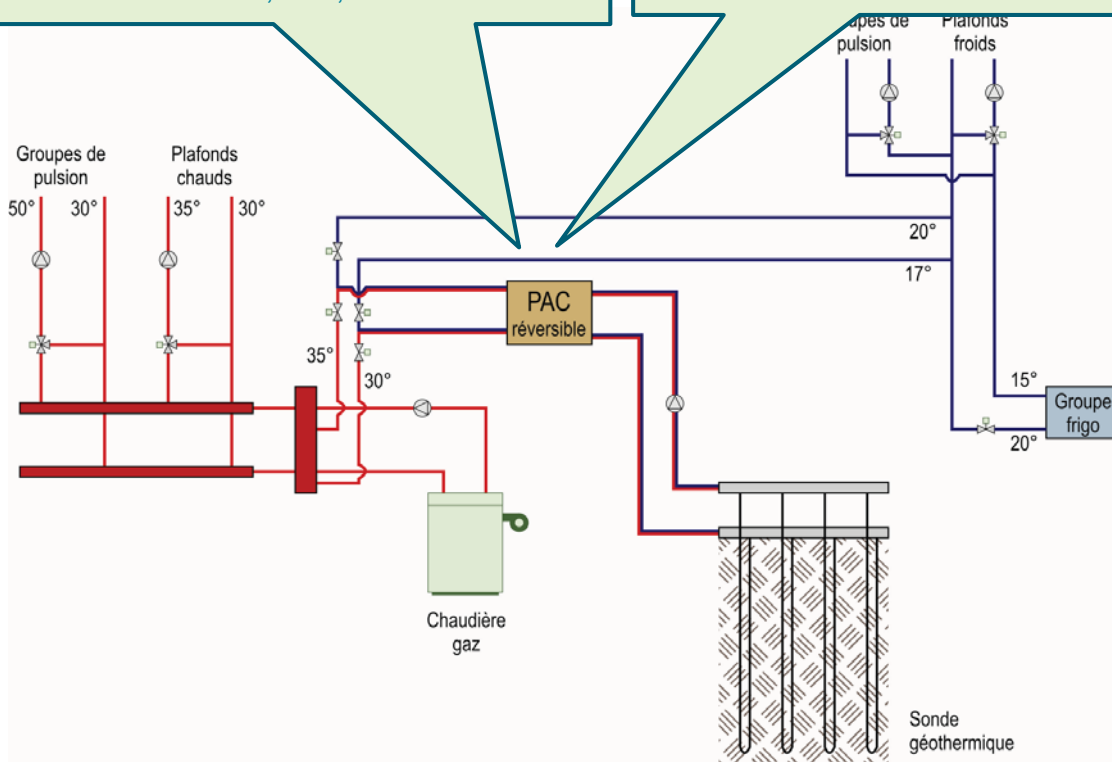 pulsion
Plafonds
froids
Groupes de
pulsion
Plafonds
chauds
50°
30°
35°
30°
20°
17°
PAC
réversible
35°
30°
15°
Groupe
frigo
20°
Chaudière
gaz
Sonde
géothermique